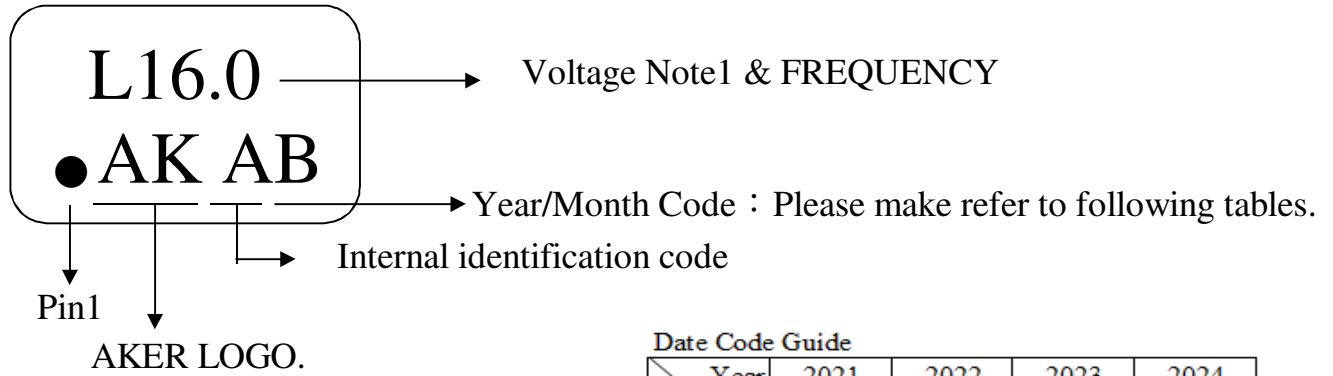 L16.0
Voltage Note1 & FREQUENCY
●AK AB
Year/Month Code：Please make refer to following tables.
Internal identification code
Pin1
AKER LOGO.
Date Code Guide
Year 2021 2022 2023 2024